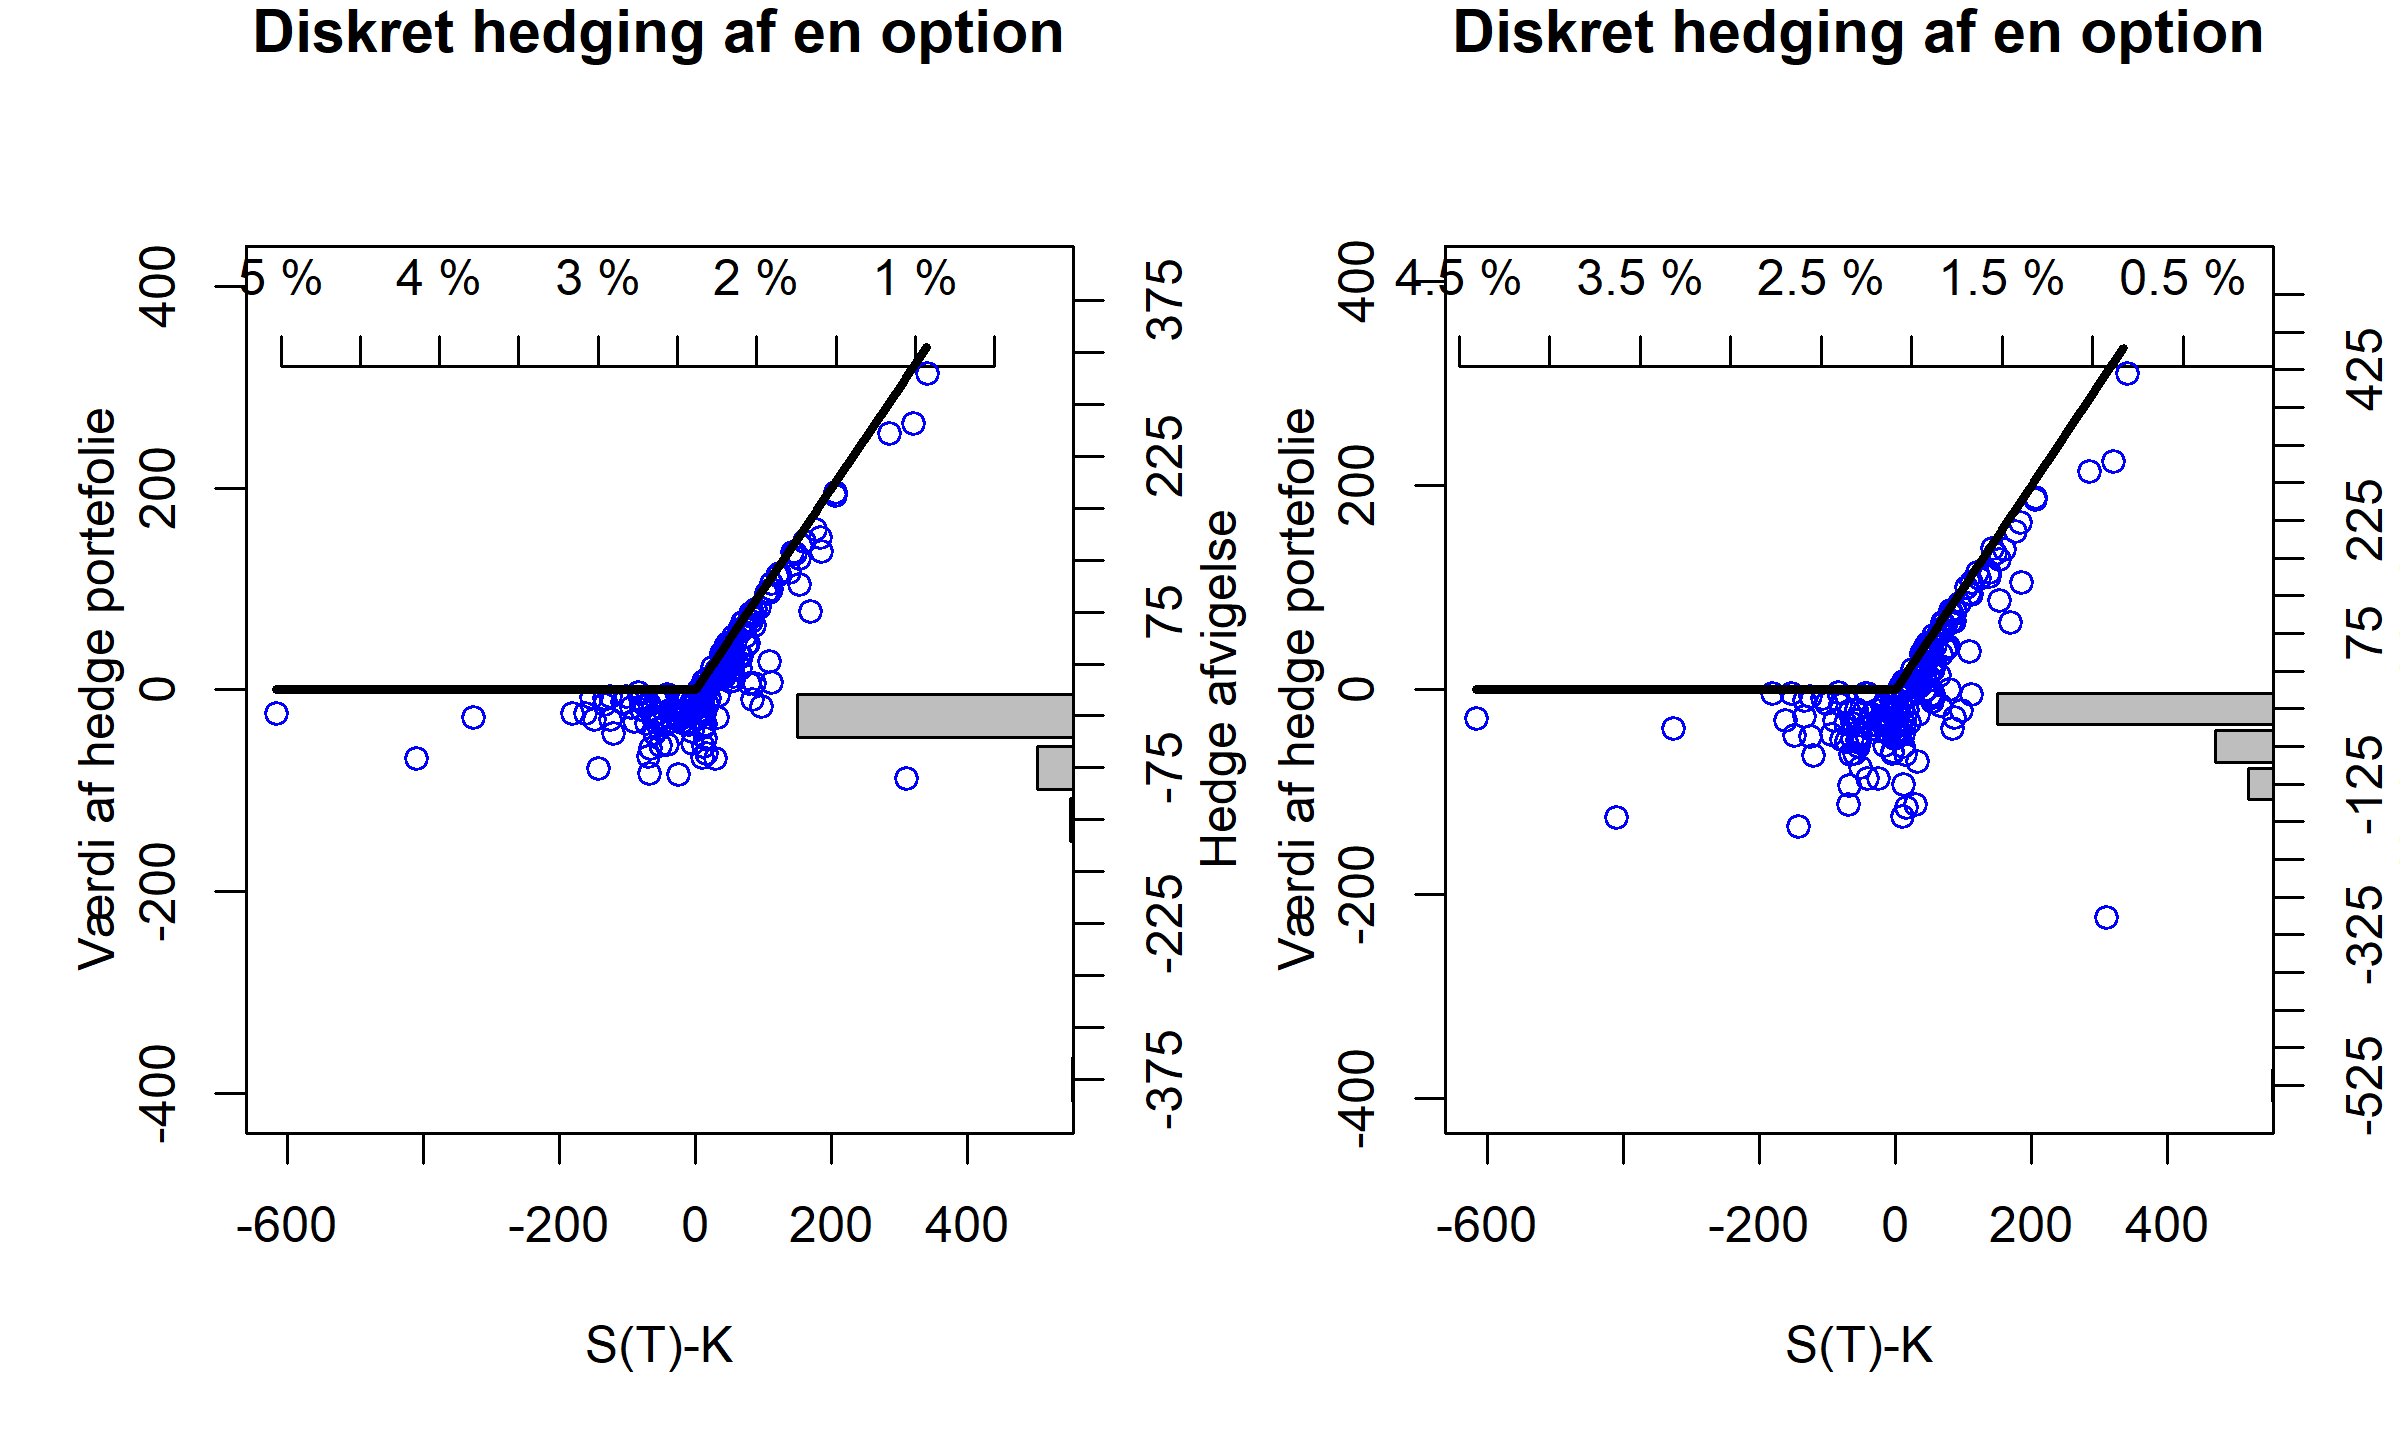 Diskret hedging af en option
5 % 4 % 3 % 2 % 1 %
Værdi af hedge portefolie
400
200
0
-200
-400
375
225
75
-75
-225
-375
Hedge afvigelse
-600 -200 0 200 400
S(T)-K
Diskret hedging af en option
4.5 % 3.5 % 2.5 % 1.5 % 0.5 %
Værdi af hedge portefolie
400
200
0
-200
-400
425
225
75
-125
-325
-525
-600 -200 0 200 400
S(T)-K